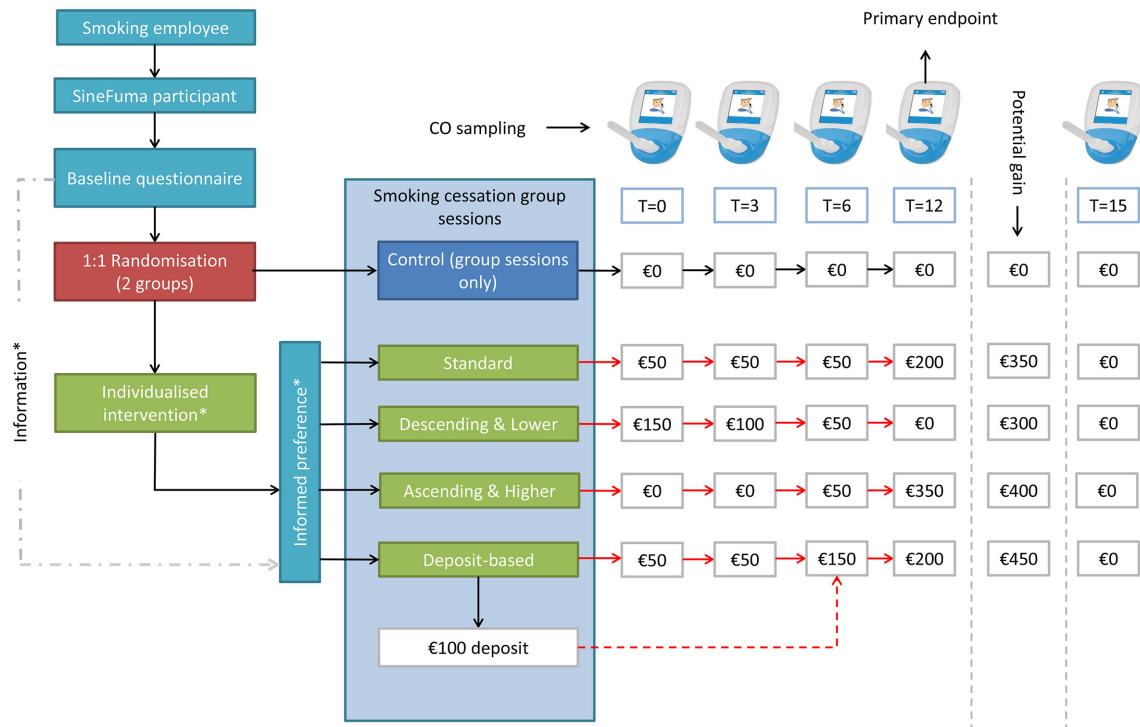 Smoking employee
SineFuma participant
Baseline questionnaire
1:1 Randomisation
(2 groups)
Individualised
intervention*
Information*
Informed preference*
Smoking cessation group
sessions
Control (group sessions
only)
Standard
Descending & Lower
Ascending & Higher
Deposit-based
€100 deposit
Primary endpoint
CO sampling
Potential gain
T=0 T=3 T=6 T=12 T=15
€0 €0 €0 €0 €0 €0
€50 €50 €50 €200 €350 €0
€150 €100 €50 €0 €300 €0
€0 €0 €50 €350 €400 €0
€50 €50 €150 €200 €450 €0